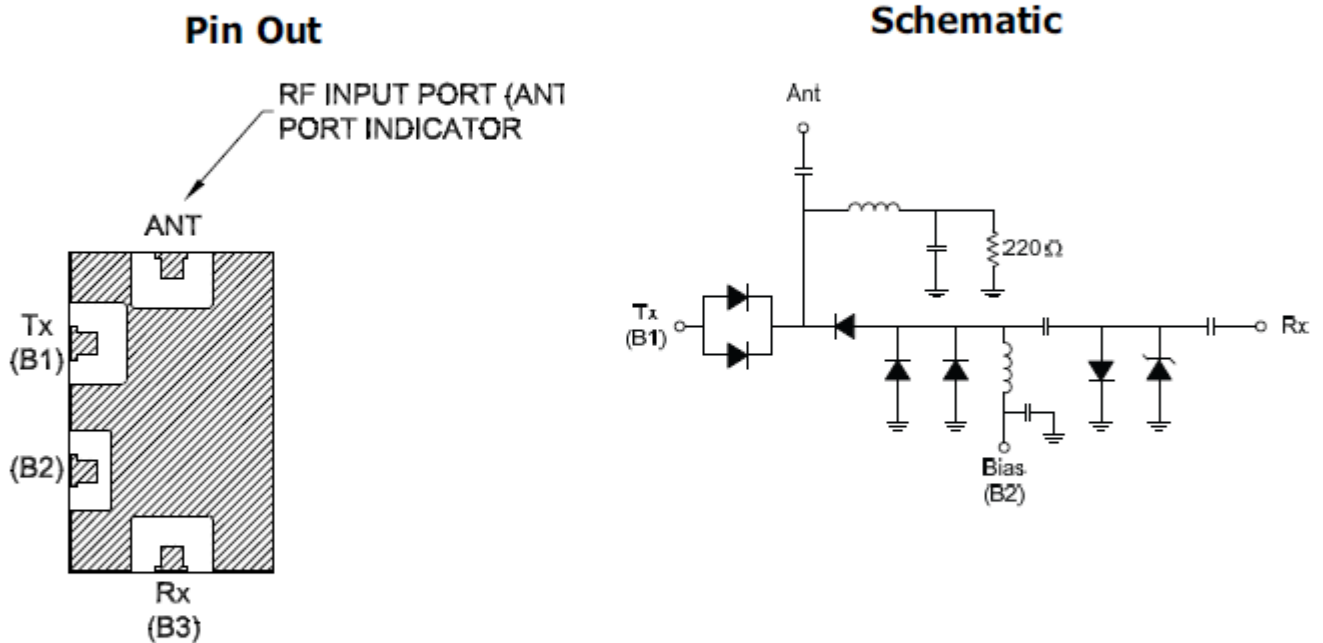 Pin Out
RF INPUT PORT (ANT
PORT INDICATOR
ANT
Tx
(B1)
(B2)
Rx
(B3)
Schematic
Ant
220 Ω
Tx
(B1)
Rx
Bias
(B2)